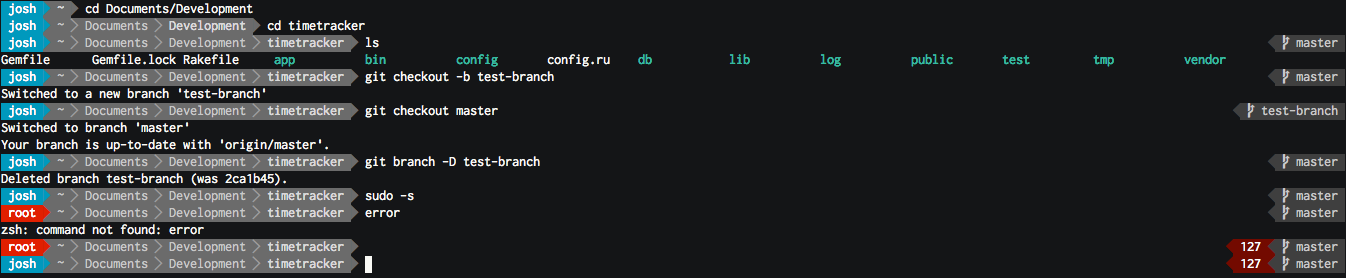 josh ~ cd Documents/Development
josh ~ Documents Development cd timetracker
josh ~ Documents Development timetracker ls master
Gemfile Gemfile.lock Rakefile app bin config config.ru db lib log public test tmp vendor
josh ~ Documents Development timetracker git checkout -b test-branch master
Switched to a new branch 'test-branch'
josh ~ Documents Development timetracker git checkout master test-branch
Switched to branch 'master'
Your branch is up-to-date with 'origin/master'.
josh ~ Documents Development timetracker git branch -D test-branch master
Deleted branch test-branch (was 2ca1b45).
josh ~ Documents Development timetracker sudo -s master
root ~ Documents Development timetracker error master
zsh: command not found: error
root ~ Documents Development timetracker 127 master
josh ~ Documents Development timetracker 127 master